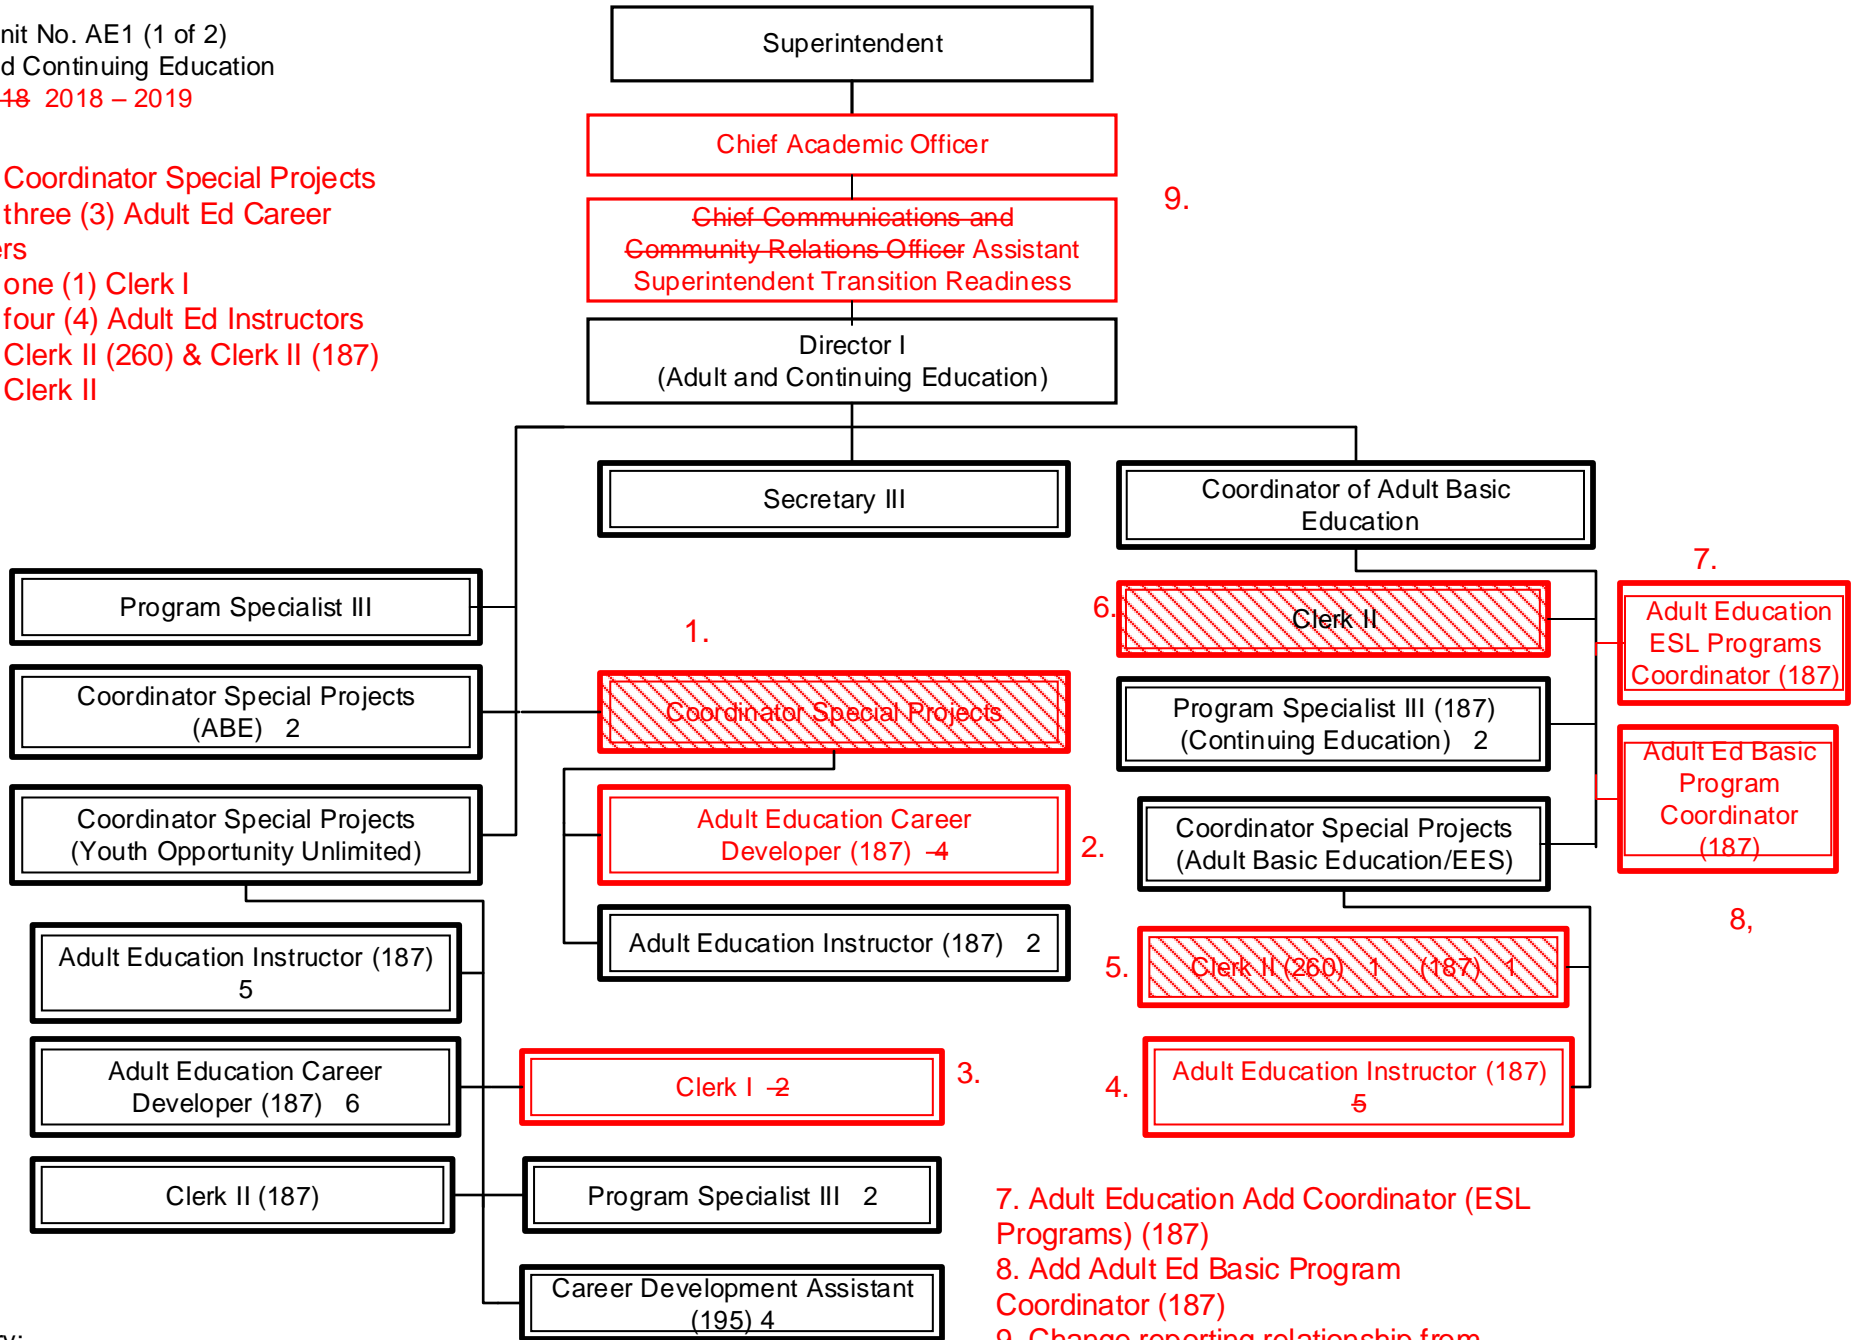 nit No. AE1 (1 of 2)
d Continuing Education
18 2018 – 2019
Coordinator Special Projects
three (3) Adult Ed Career
ers
one (1) Clerk I
four (4) Adult Ed Instructors
Clerk II (260) & Clerk II (187)
Clerk II
Superintendent
Chief Academic Officer
Chief Communications and
Community Relations Officer Assistant
Superintendent Transition Readiness
9.
Director I
(Adult and Continuing Education)
Secretary III
Coordinator of Adult Basic
Education
Program Specialist III
Coordinator Special Projects
(ABE) 2
Coordinator Special Projects
(Youth Opportunity Unlimited)
1.
Coordinator Special Projects
Adult Education Career
Developer (187) 4
2.
Adult Education Instructor (187) 2
6.
Clerk II
Program Specialist III (187)
(Continuing Education) 2
Coordinator Special Projects
(Adult Basic Education/EES)
7.
Adult Education
ESL Programs
Coordinator (187)
Adult Ed Basic
Program
Coordinator
(187)
8,
5.
Clerk II (260) 1 (187) 1
4.
Adult Education Instructor (187)
5
Adult Education Instructor (187)
5
Adult Education Career
Developer (187) 6
Clerk I 2
3.
Clerk II (187)
Program Specialist III 2
Career Development Assistant
(195) 4
7. Adult Education Add Coordinator (ESL
Programs) (187)
8. Add Adult Ed Basic Program
Coordinator (187)
9. Change reporting relationship from